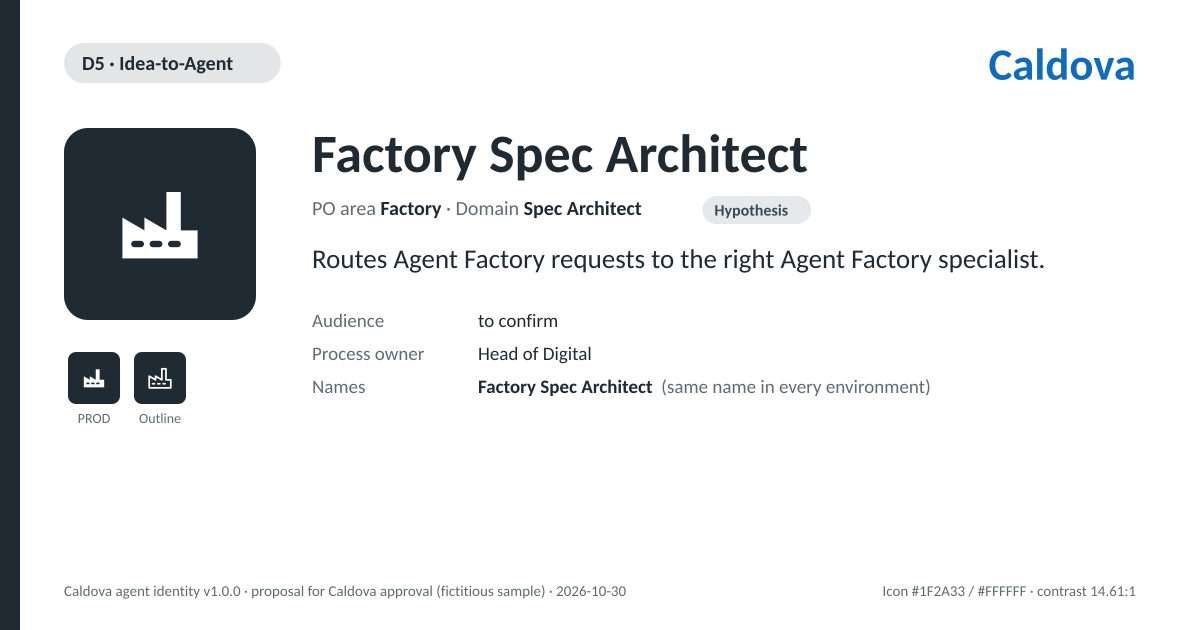 D5 · Idea-to-Agent
Caldova
Factory Spec Architect
PO area Factory · Domain Spec Architect
Hypothesis
Routes Agent Factory requests to the right Agent Factory specialist.
Audience to confirm
Process owner Head of Digital
Names Factory Spec Architect (same name in every environment)
PROD Outline
Caldova agent identity v1.0.0 · proposal for Caldova approval (fictitious sample) · 2026-10-30
Icon #1F2A33 / #FFFFFF · contrast 14.61:1